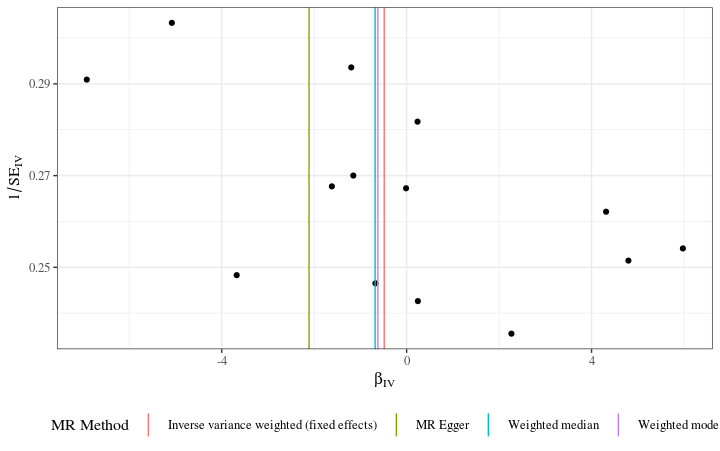 0.29
0.27
0.25
1/SE_IV
-4 0 4
β_IV
MR Method Inverse variance weighted (fixed effects) MR Egger Weighted median Weighted mode